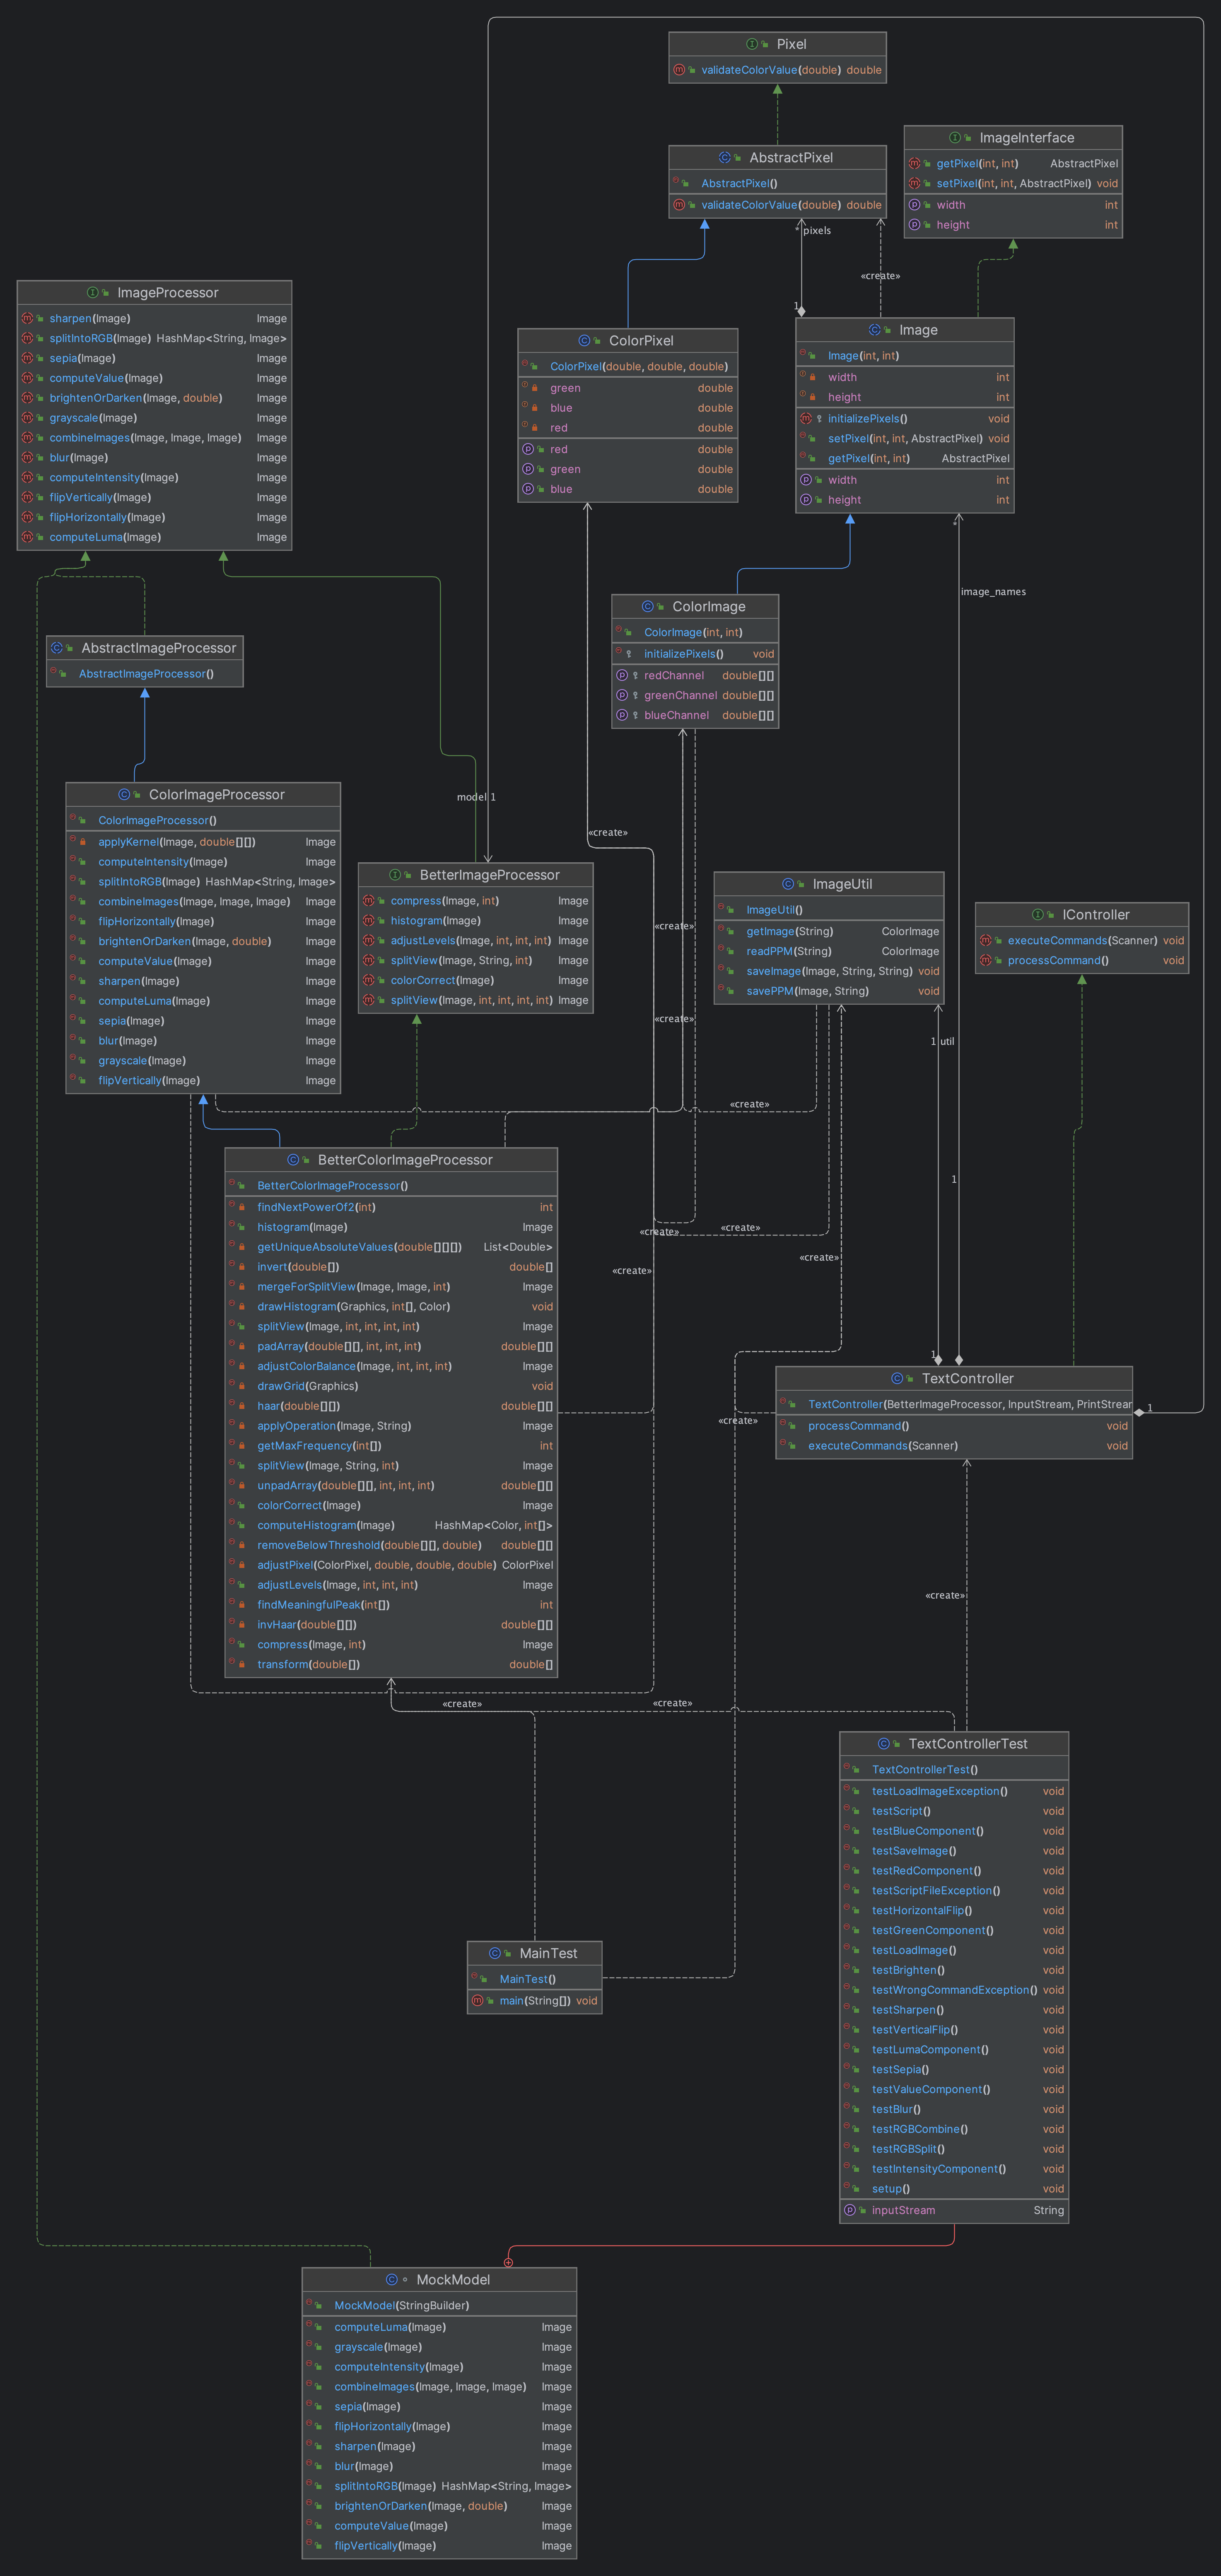 Pixel
validateColorValue(double) double
ImageInterface
getPixel(int, int) AbstractPixel
setPixel(int, int, AbstractPixel) void
width int
height int
AbstractPixel
AbstractPixel()
validateColorValue(double) double
* pixels
«create»
1
ImageProcessor
sharpen(Image) Image
splitIntoRGB(Image) HashMap<String, Image>
sepia(Image) Image
computeValue(Image) Image
brightenOrDarken(Image, double) Image
grayscale(Image) Image
combineImages(Image, Image, Image) Image
blur(Image) Image
computeIntensity(Image) Image
flipVertically(Image) Image
flipHorizontally(Image) Image
computeLuma(Image) Image
ColorPixel
ColorPixel(double, double, double)
green double
blue double
red double
red double
green double
blue double
Image
Image(int, int)
width int
height int
initializePixels() void
setPixel(int, int, AbstractPixel) void
getPixel(int, int) AbstractPixel
width int
height int
*
image_names
ColorImage
ColorImage(int, int)
initializePixels() void
redChannel double[][]
greenChannel double[][]
blueChannel double[][]
AbstractImageProcessor
AbstractImageProcessor()
ColorImageProcessor
ColorImageProcessor()
applyKernel(Image, double[][]) Image
computeIntensity(Image) Image
splitIntoRGB(Image) HashMap<String, Image>
combineImages(Image, Image, Image) Image
flipHorizontally(Image) Image
brightenOrDarken(Image, double) Image
computeValue(Image) Image
sharpen(Image) Image
computeLuma(Image) Image
sepia(Image) Image
blur(Image) Image
grayscale(Image) Image
flipVertically(Image) Image
model 1
«create»
BetterImageProcessor
compress(Image, int) Image
histogram(Image) Image
adjustLevels(Image, int, int, int) Image
splitView(Image, String, int) Image
colorCorrect(Image) Image
splitView(Image, int, int, int, int) Image
«create»
«create»
ImageUtil
ImageUtil()
getImage(String) ColorImage
readPPM(String) ColorImage
saveImage(Image, String, String) void
savePPM(Image, String) void
IController
executeCommands(Scanner) void
processCommand() void
1 util
«create»
1
BetterColorImageProcessor
BetterColorImageProcessor()
findNextPowerOf2(int) int
histogram(Image) Image
getUniqueAbsoluteValues(double[][][]) List<Double>
invert(double[]) double[]
mergeForSplitView(Image, Image, int) Image
drawHistogram(Graphics, int[], Color) void
splitView(Image, int, int, int, int) Image
padArray(double[][], int, int, int) double[][]
adjustColorBalance(Image, int, int, int) Image
drawGrid(Graphics) void
haar(double[][]) double[][]
applyOperation(Image, String) Image
getMaxFrequency(int[]) int
splitView(Image, String, int) Image
unpadArray(double[][], int, int, int) double[][]
colorCorrect(Image) Image
computeHistogram(Image) HashMap<Color, int[]>
removeBelowThreshold(double[][], double) double[][]
adjustPixel(ColorPixel, double, double, double) ColorPixel
adjustLevels(Image, int, int, int) Image
findMeaningfulPeak(int[]) int
invHaar(double[][]) double[][]
compress(Image, int) Image
transform(double[]) double[]
«create»
«create»
«create»
«create»
1
TextController
TextController(BetterImageProcessor, InputStream, PrintStream
processCommand() void
executeCommands(Scanner) void
1
«create»
«create»
«create»
«create»
TextControllerTest
TextControllerTest()
testLoadImageException() void
testScript() void
testBlueComponent() void
testSaveImage() void
testRedComponent() void
testScriptFileException() void
testHorizontalFlip() void
testGreenComponent() void
testLoadImage() void
testBrighten() void
testWrongCommandException() void
testSharpen() void
testVerticalFlip() void
testLumaComponent() void
testSepia() void
testValueComponent() void
testBlur() void
testRGBCombine() void
testRGBSplit() void
testIntensityComponent() void
setup() void
inputStream String
MainTest
MainTest()
main(String[]) void
MockModel
MockModel(StringBuilder)
computeLuma(Image) Image
grayscale(Image) Image
computeIntensity(Image) Image
combineImages(Image, Image, Image) Image
sepia(Image) Image
flipHorizontally(Image) Image
sharpen(Image) Image
blur(Image) Image
splitIntoRGB(Image) HashMap<String, Image>
brightenOrDarken(Image, double) Image
computeValue(Image) Image
flipVertically(Image) Image